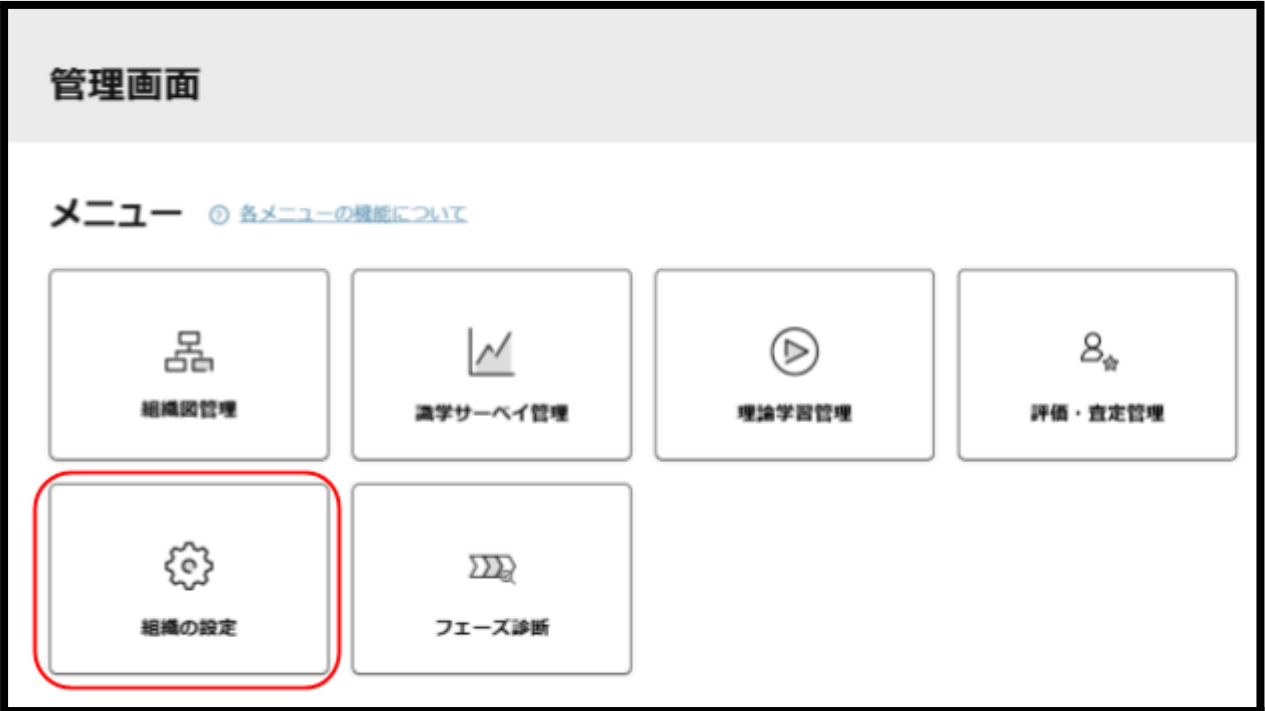 管理画面
メニュー ? 各メニューの機能について
組織図管理
識学サーベイ管理
理論学習管理
評価・査定管理
組織の設定
フェーズ診断